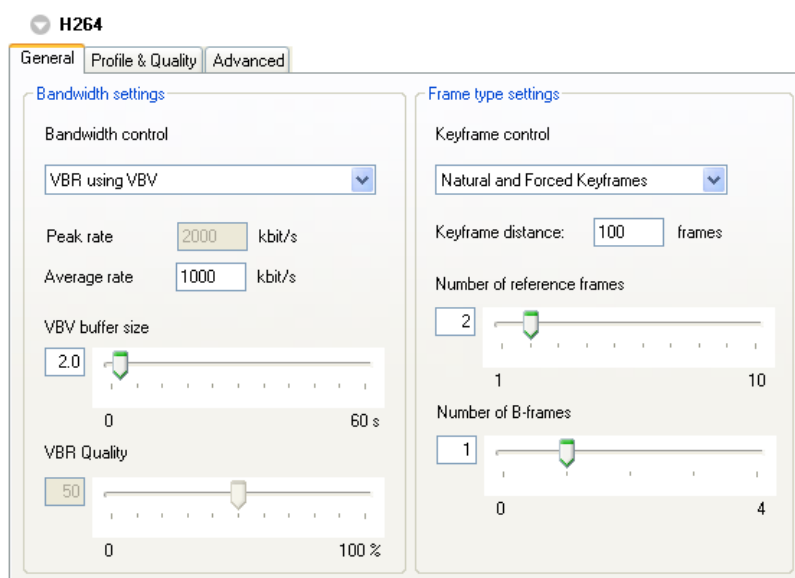 H264
General Profile & Quality Advanced
Bandwidth settings
Bandwidth control
VBR using VBV
Peak rate 2000 kbit/s
Average rate 1000 kbit/s
VBV buffer size
2.0
0 60 s
VBR Quality
50
0 100 %
Frame type settings
Keyframe control
Natural and Forced Keyframes
Keyframe distance: 100 frames
Number of reference frames
2
1 10
Number of B-frames
1
0 4